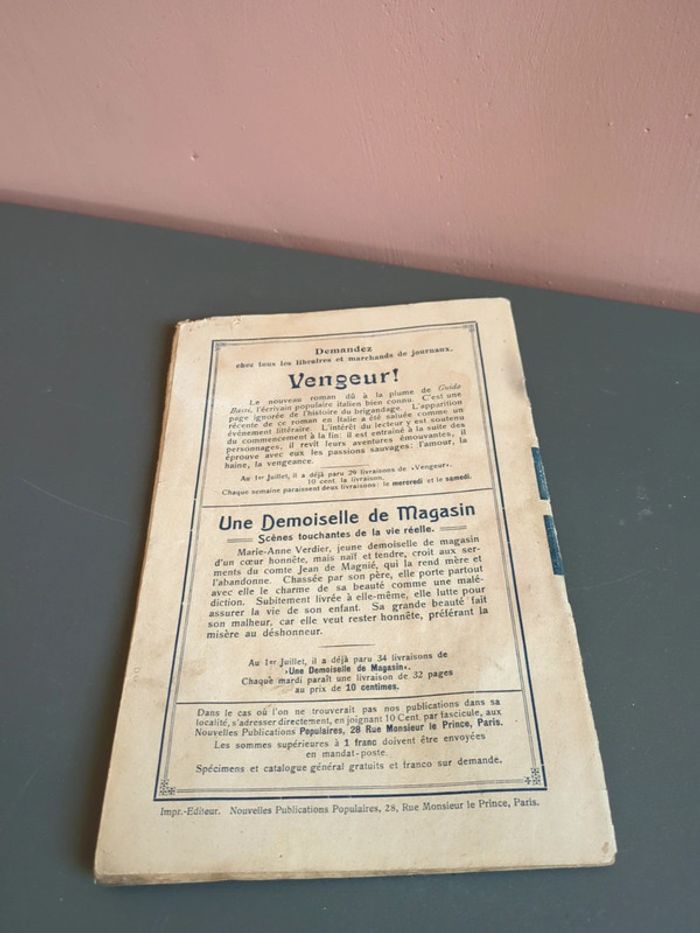 Demandez
chez tous les libraires et marchands de journaux.
Vengeur!
Le nouveau roman dû à la plume de Guido
Bassi, l'écrivain populaire italien bien connu. C'est une
page ignorée de l'histoire du brigandage. L'apparition
récente de ce roman en Italie a été saluée comme un
événement littéraire. L'intérêt du lecteur y est soutenu
du commencement à la fin: il est entraîné à la suite des
personnages, il revît leurs aventures émouvantes, il
éprouve avec eux les passions sauvages: l'amour, la
haine, la vengeance.
Au 1er Juillet, il a déjà paru 29 livraisons de »Vengeur«.
10 cent. la livraison.
Chaque semaine paraissent deux livraisons: le mercredi et le samedi.
Une Demoiselle de Magasin
Scènes touchantes de la vie réelle.
Marie-Anne Verdier, jeune demoiselle de magasin
d'un cœur honnête, mais naïf et tendre, croit aux ser-
ments du comte Jean de Magnié, qui la rend mère et
l'abandonne. Chassée par son père, elle porte partout
avec elle le charme de sa beauté comme une malé-
diction. Subitement livrée à elle-même, elle lutte pour
assurer la vie de son enfant. Sa grande beauté fait
son malheur, car elle veut rester honnête, préférant la
misère au déshonneur.
Au 1er Juillet, il a déjà paru 34 livraisons de
»Une Demoiselle de Magasin«.
Chaque mardi paraît une livraison de 32 pages
au prix de 10 centimes.
Dans le cas où l'on ne trouverait pas nos publications dans sa
localité, s'adresser directement, en joignant 10 Cent. par fascicule, aux
Nouvelles Publications Populaires, 28 Rue Monsieur le Prince, Paris.
Les sommes supérieures à 1 franc doivent être envoyées
en mandat-poste.
Spécimens et catalogue général gratuits et franco sur demande.
Impr.-Editeur. Nouvelles Publications Populaires, 28, Rue Monsieur le Prince, Paris.